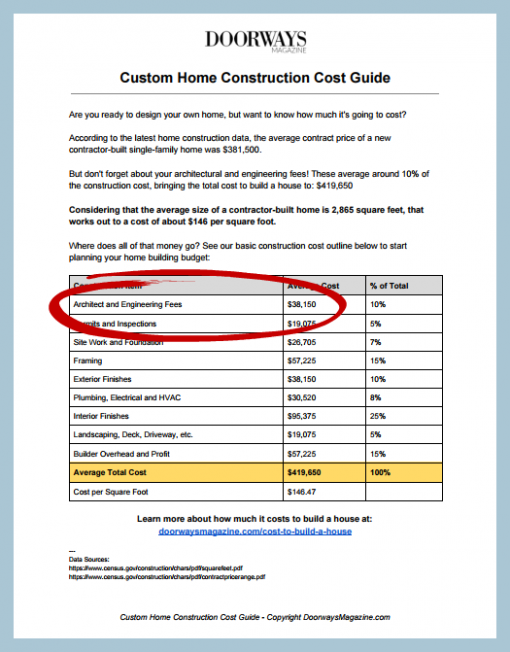 DOORWAYS
MAGAZINE
Custom Home Construction Cost Guide
Are you ready to design your own home, but want to know how much it's going to cost?
According to the latest home construction data, the average contract price of a new
contractor-built single-family home was $381,500.
But don't forget about your architectural and engineering fees! These average around 10% of
the construction cost, bringing the total cost to build a house to: $419,650
Considering that the average size of a contractor-built home is 2,865 square feet, that
works out to a cost of about $146 per square foot.
Where does all of that money go? See our basic construction cost outline below to start
planning your home building budget:
Construction Item Average Cost % of Total
Architect and Engineering Fees $38,150 10%
Permits and Inspections $19,075 5%
Site Work and Foundation $26,705 7%
Framing $57,225 15%
Exterior Finishes $38,150 10%
Plumbing, Electrical and HVAC $30,520 8%
Interior Finishes $95,375 25%
Landscaping, Deck, Driveway, etc. $19,075 5%
Builder Overhead and Profit $57,225 15%
Average Total Cost $419,650 100%
Cost per Square Foot $146.47
Learn more about how much it costs to build a house at:
doorwaysmagazine.com/cost-to-build-a-house
---
Data Sources:
https://www.census.gov/construction/chars/pdf/squarefeet.pdf
https://www.census.gov/construction/chars/pdf/contractpricerange.pdf
Custom Home Construction Cost Guide - Copyright DoorwaysMagazine.com